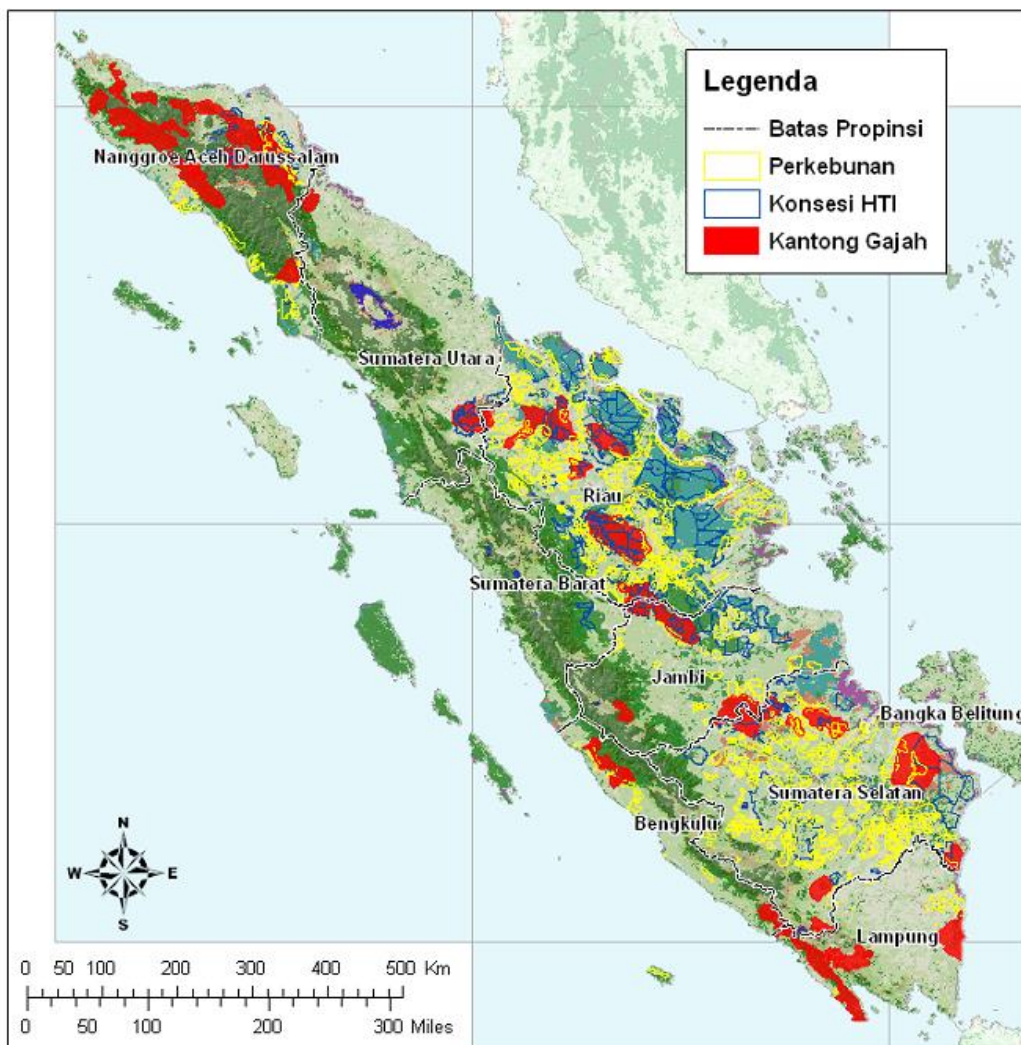 Legenda
Batas Propinsi
Perkebunan
Konsesi HTI
Kantong Gajah
Nanggroe Aceh Darussalam
Sumatera Utara
Riau
Sumatera Barat
Jambi
Bangka Belitung
Sumatera Selatan
Bengkulu
Lampung
N
W E
S
0 50 100 200 300 400 500 Km
0 50 100 200 300 Miles